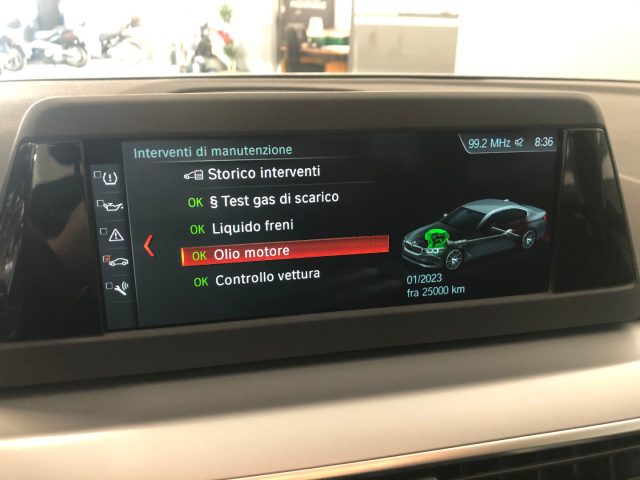 Interventi di manutenzione
99.2 MHz
8:36
Storico interventi
OK § Test gas di scarico
OK Liquido freni
OK Olio motore
OK Controllo vettura
01/2023
fra 25000 km